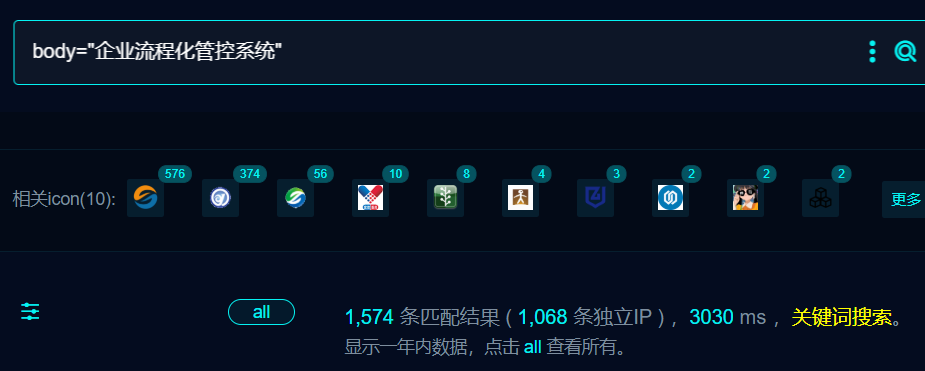 body="企业流程化管控系统"
576 374 56 10 8 4 3 2 2 2
相关icon(10): 更多
all 1,574 条匹配结果 ( 1,068 条独立IP ) ，3030 ms ，关键词搜索。
显示一年内数据，点击 all 查看所有。